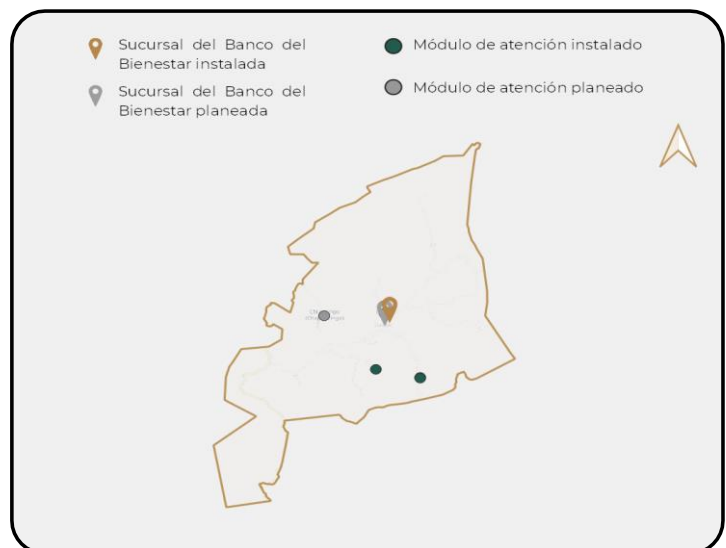 Sucursal del Banco del
Bienestar instalada
Módulo de atención instalado
Sucursal del Banco del
Bienestar planeada
Módulo de atención planeado